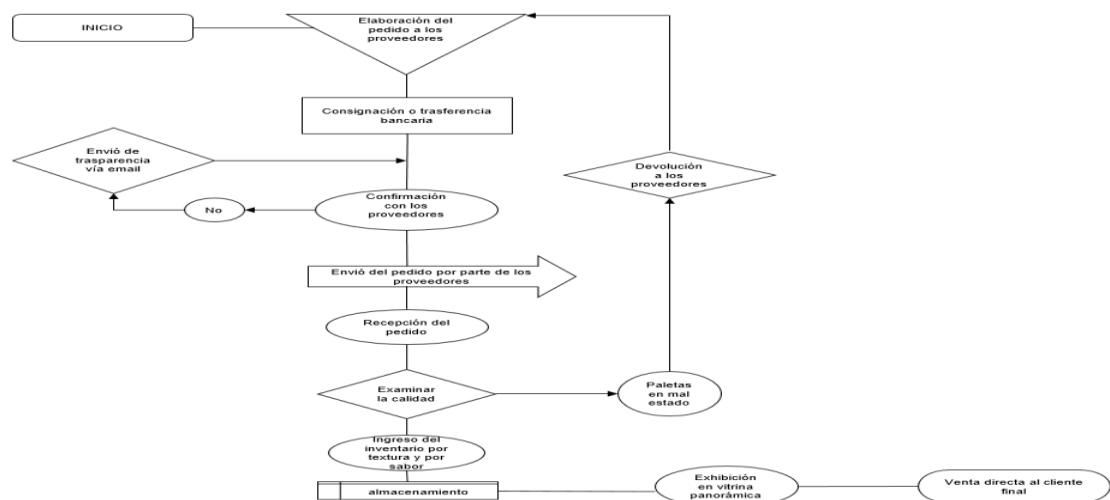 INICIO
Elaboración del
pedido a los
proveedores
Consignación o trasferencia
bancaria
Envió de
trasparencia
vía email
Devolución
a los
proveedores
Confirmación
con los
proveedores
No
Envió del pedido por parte de los
proveedores
Recepción del
pedido
Examinar
la calidad
Paletas
en mal
estado
Ingreso del
inventario por
textura y por
sabor
almacenamiento
Exhibición
en vitrina
panorámica
Venta directa al cliente
final